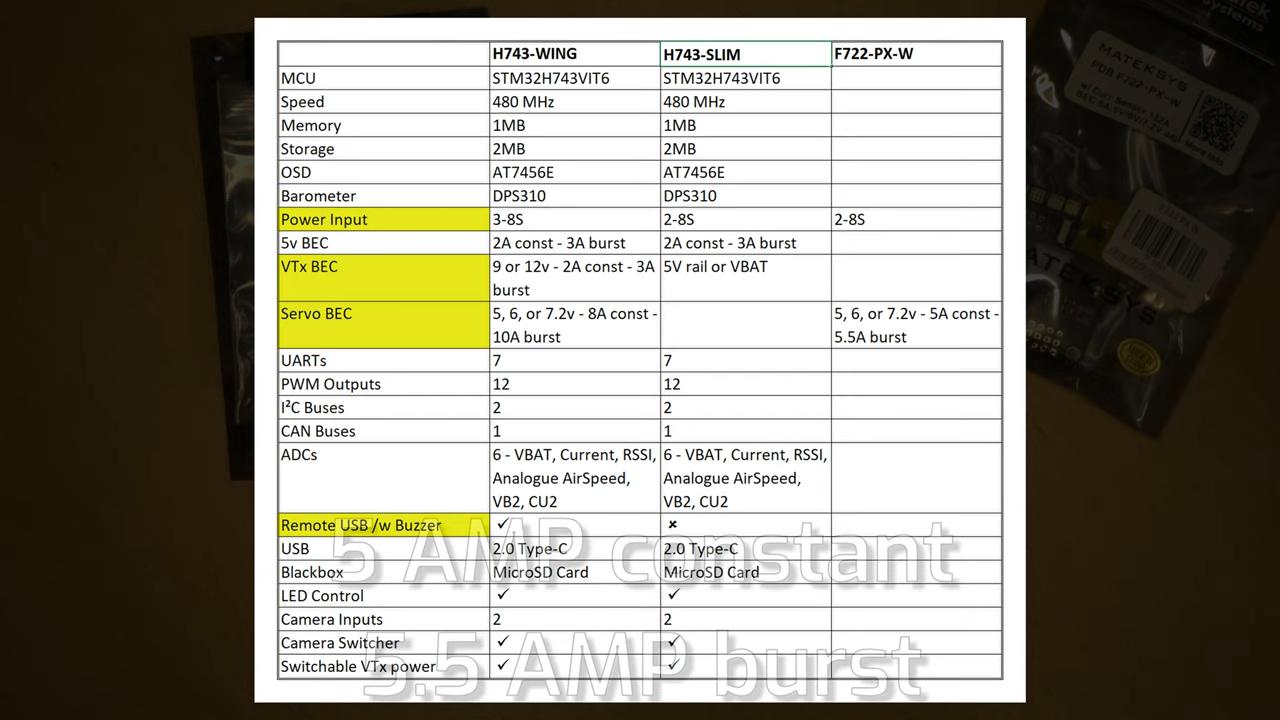 H743-WING H743-SLIM F722-PX-W
MCU STM32H743VIT6 STM32H743VIT6
Speed 480 MHz 480 MHz
Memory 1MB 1MB
Storage 2MB 2MB
OSD AT7456E AT7456E
Barometer DPS310 DPS310
Power Input 3-8S 2-8S 2-8S
5v BEC 2A const - 3A burst 2A const - 3A burst
VTx BEC 9 or 12v - 2A const - 3A 5V rail or VBAT
burst
Servo BEC 5, 6, or 7.2v - 8A const - 5, 6, or 7.2v - 5A const -
10A burst 5.5A burst
UARTs 7 7
PWM Outputs 12 12
I²C Buses 2 2
CAN Buses 1 1
ADCs 6 - VBAT, Current, RSSI, 6 - VBAT, Current, RSSI,
Analogue AirSpeed, Analogue AirSpeed,
VB2, CU2 VB2, CU2
Remote USB /w Buzzer ✓ ×
USB 2.0 Type-C 2.0 Type-C
Blackbox MicroSD Card MicroSD Card
LED Control ✓ ✓
Camera Inputs 2 2
Camera Switcher ✓ ✓
Switchable VTx power ✓ ✓
5 AMP constant
5.5 AMP burst
MATEKSYS
PDB F722-PX-W
More Info
MATEKSYS